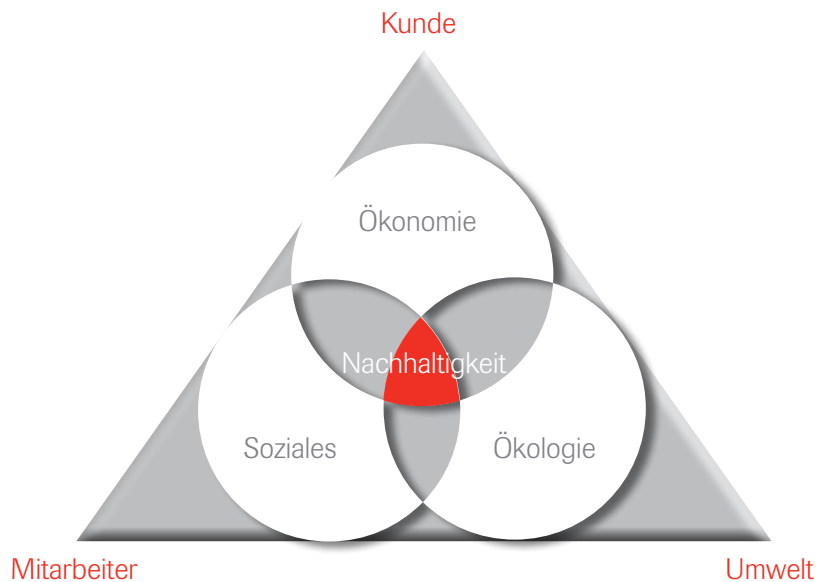 Kunde
Ökonomie
Nachhaltigkeit
Soziales
Ökologie
Mitarbeiter
Umwelt